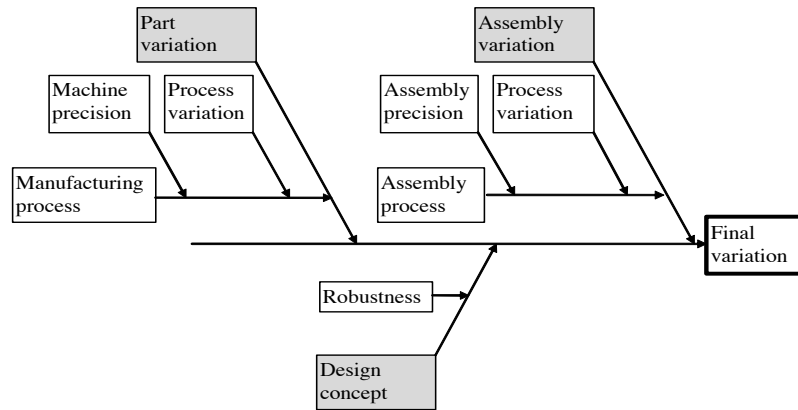 Part
variation
Assembly
variation
Machine
precision
Process
variation
Assembly
precision
Process
variation
Manufacturing
process
Assembly
process
Final
variation
Robustness
Design
concept